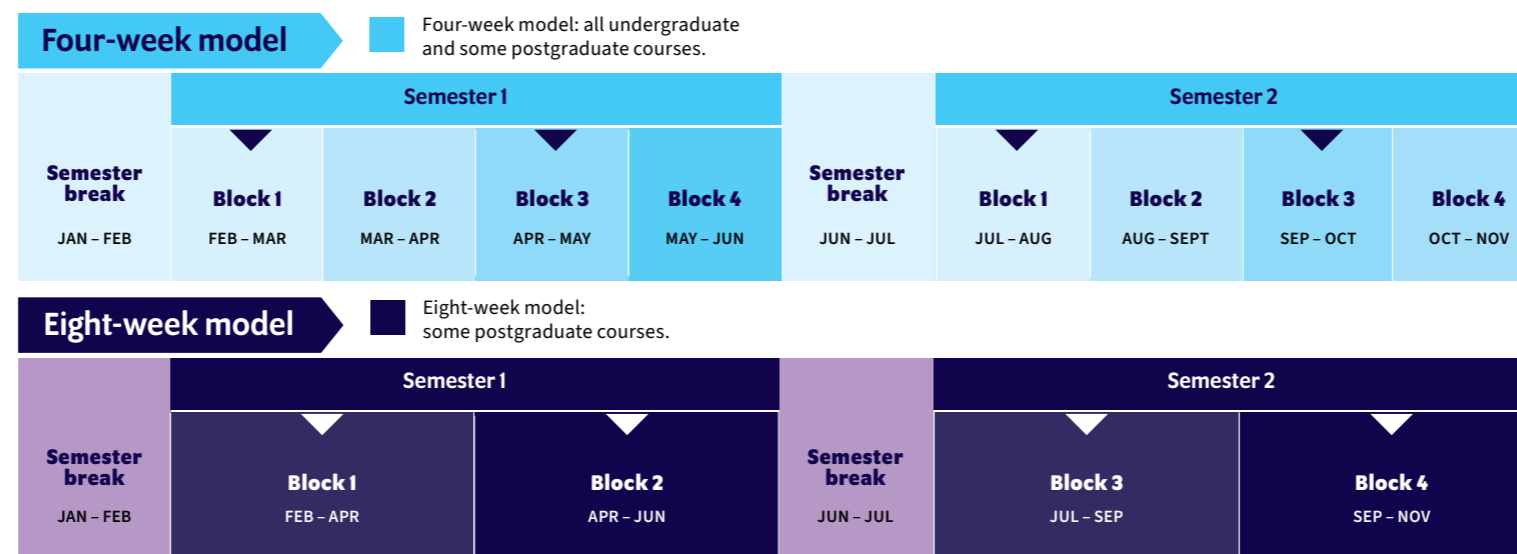 Four-week model
Four-week model: all undergraduate
and some postgraduate courses.
Semester 1
Semester 2
Semester
break
JAN – FEB
Block 1
FEB – MAR
Block 2
MAR – APR
Block 3
APR – MAY
Block 4
MAY – JUN
Semester
break
JUN – JUL
Block 1
JUL – AUG
Block 2
AUG – SEPT
Block 3
SEP – OCT
Block 4
OCT – NOV
Eight-week model
Eight-week model:
some postgraduate courses.
Semester 1
Semester 2
Semester
break
JAN – FEB
Block 1
FEB – APR
Block 2
APR – JUN
Semester
break
JUN – JUL
Block 3
JUL – SEP
Block 4
SEP – NOV